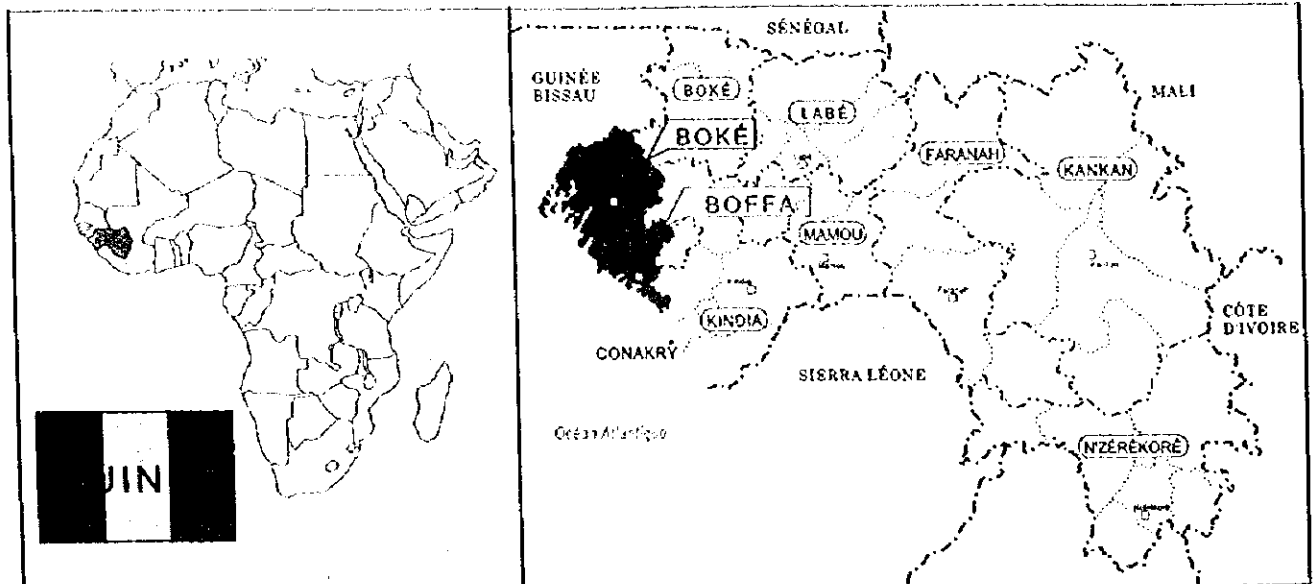 SÉNÉGAL
GUINÉE
BISSAU
BOKÉ
LABÉ
MALI
BOKÉ
FARANAH
KANKAN
BOFFA
MAMOU
KINDIA
CONAKRY
CÔTE
D'IVOIRE
SIERRA LÉONE
Océan Atlantique
N'ZÉRÉKORÉ
UIN